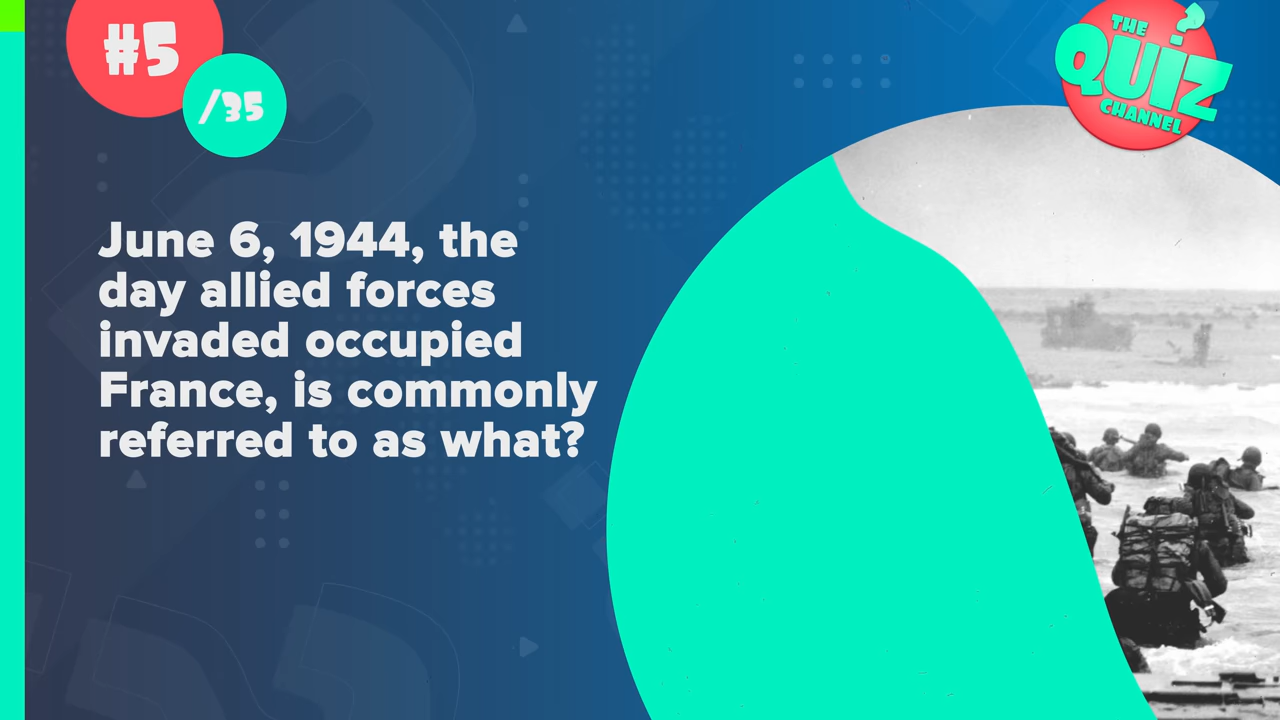 #5
/35
THE
QUIZ
CHANNEL
June 6, 1944, the
day allied forces
invaded occupied
France, is commonly
referred to as what?